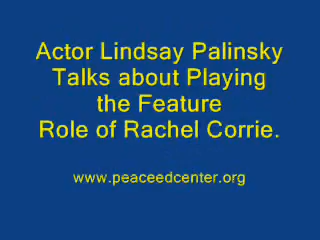 Actor Lindsay Palinsky
Talks about Playing
the Feature
Role of Rachel Corrie.
www.peaceedcenter.org